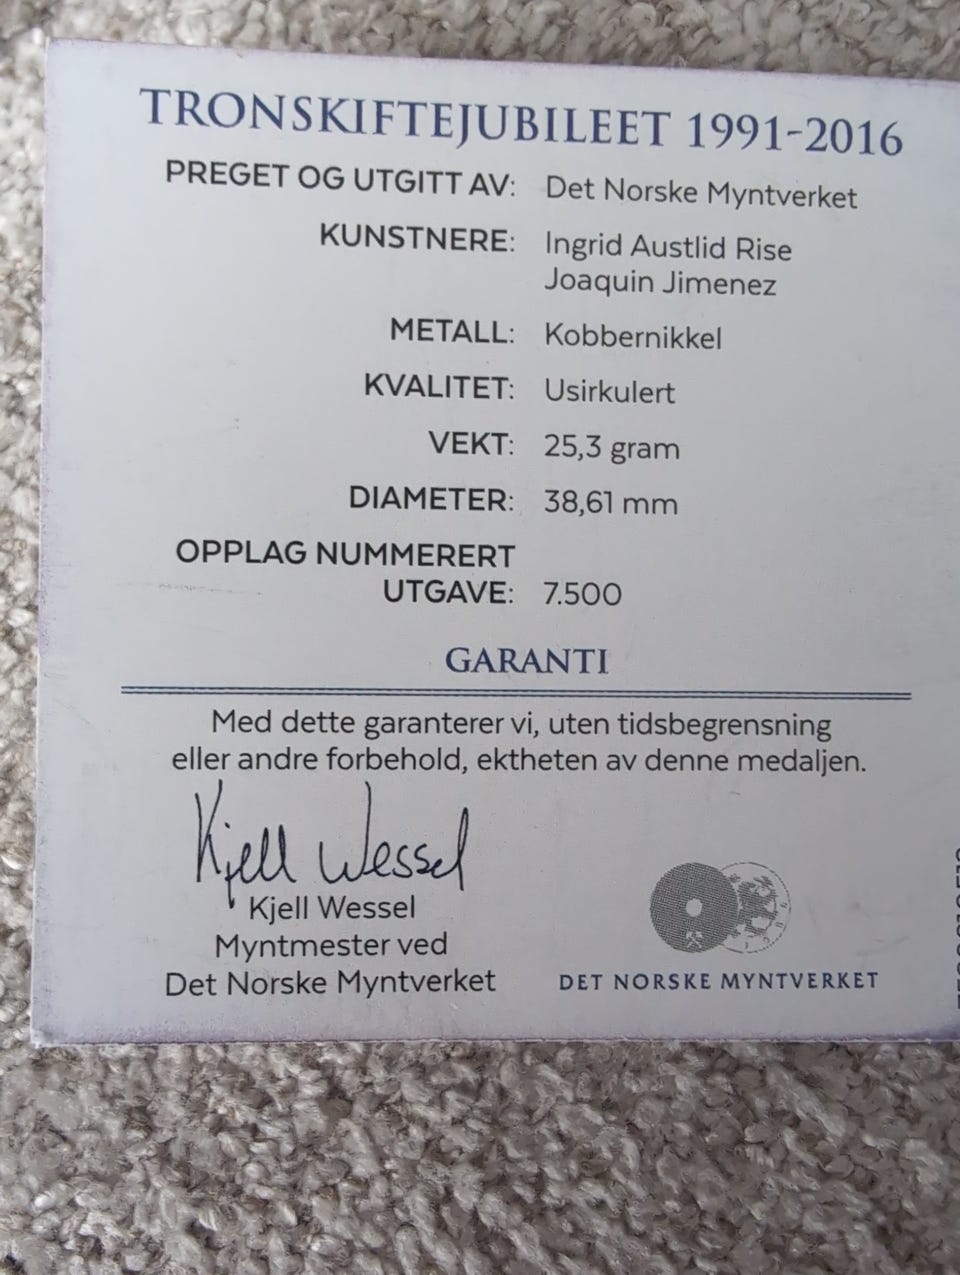 TRONSKIFTEJUBILEET 1991-2016
PREGET OG UTGITT AV: Det Norske Myntverket
KUNSTNERE: Ingrid Austlid Rise
Joaquin Jimenez
METALL: Kobbernikkel
KVALITET: Usirkulert
VEKT: 25,3 gram
DIAMETER: 38,61 mm
OPPLAG NUMMERERT
UTGAVE: 7.500
GARANTI
Med dette garanterer vi, uten tidsbegrensning
eller andre forbehold, ektheten av denne medaljen.
Kjell Wessel
Kjell Wessel
Myntmester ved
Det Norske Myntverket
DET NORSKE MYNTVERKET